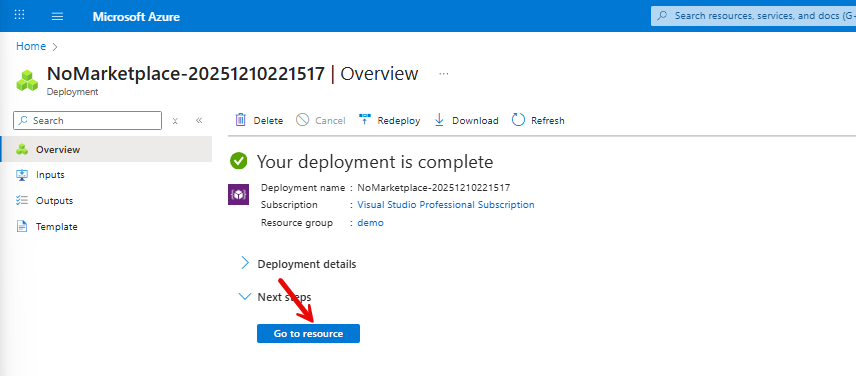 Microsoft Azure
Search resources, services, and docs (G+
Home
NoMarketplace-20251210221517 | Overview ...
Deployment
Search
Delete Cancel Redeploy Download Refresh
Overview
Inputs
Outputs
Template
Your deployment is complete
Deployment name : NoMarketplace-20251210221517
Subscription : Visual Studio Professional Subscription
Resource group : demo
Deployment details
Next steps
Go to resource